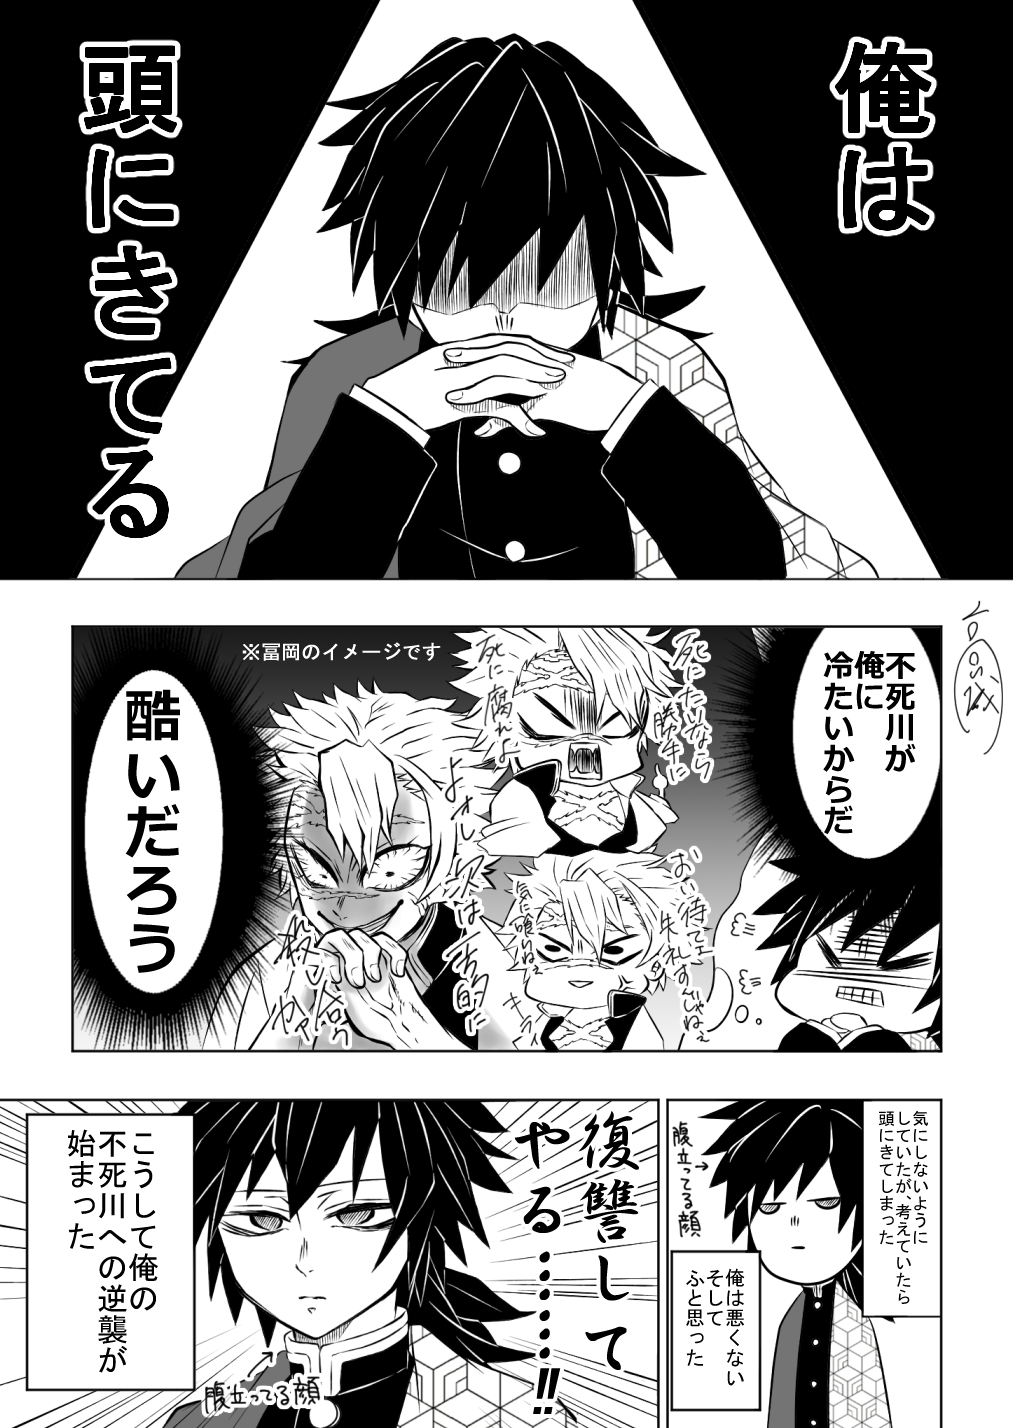 俺は
頭にきてる
不死川が
俺に
冷たいからだ
※冨岡のイメージです
死にたいなら
勝手に
死に腐れよ
おい待てェ
失礼すんじゃねぇ
気に喰わねぇ
キライ
よォし次は
殺し合う
カァ
酷いだろう
気にしないように
していたが、考えていたら
頭にきてしまった
腹立ってる顔
俺は悪くない
そして
ふと思った
復讐して
やる……‼
腹立ってる顔
こうして俺の
不死川への逆襲が
始まった